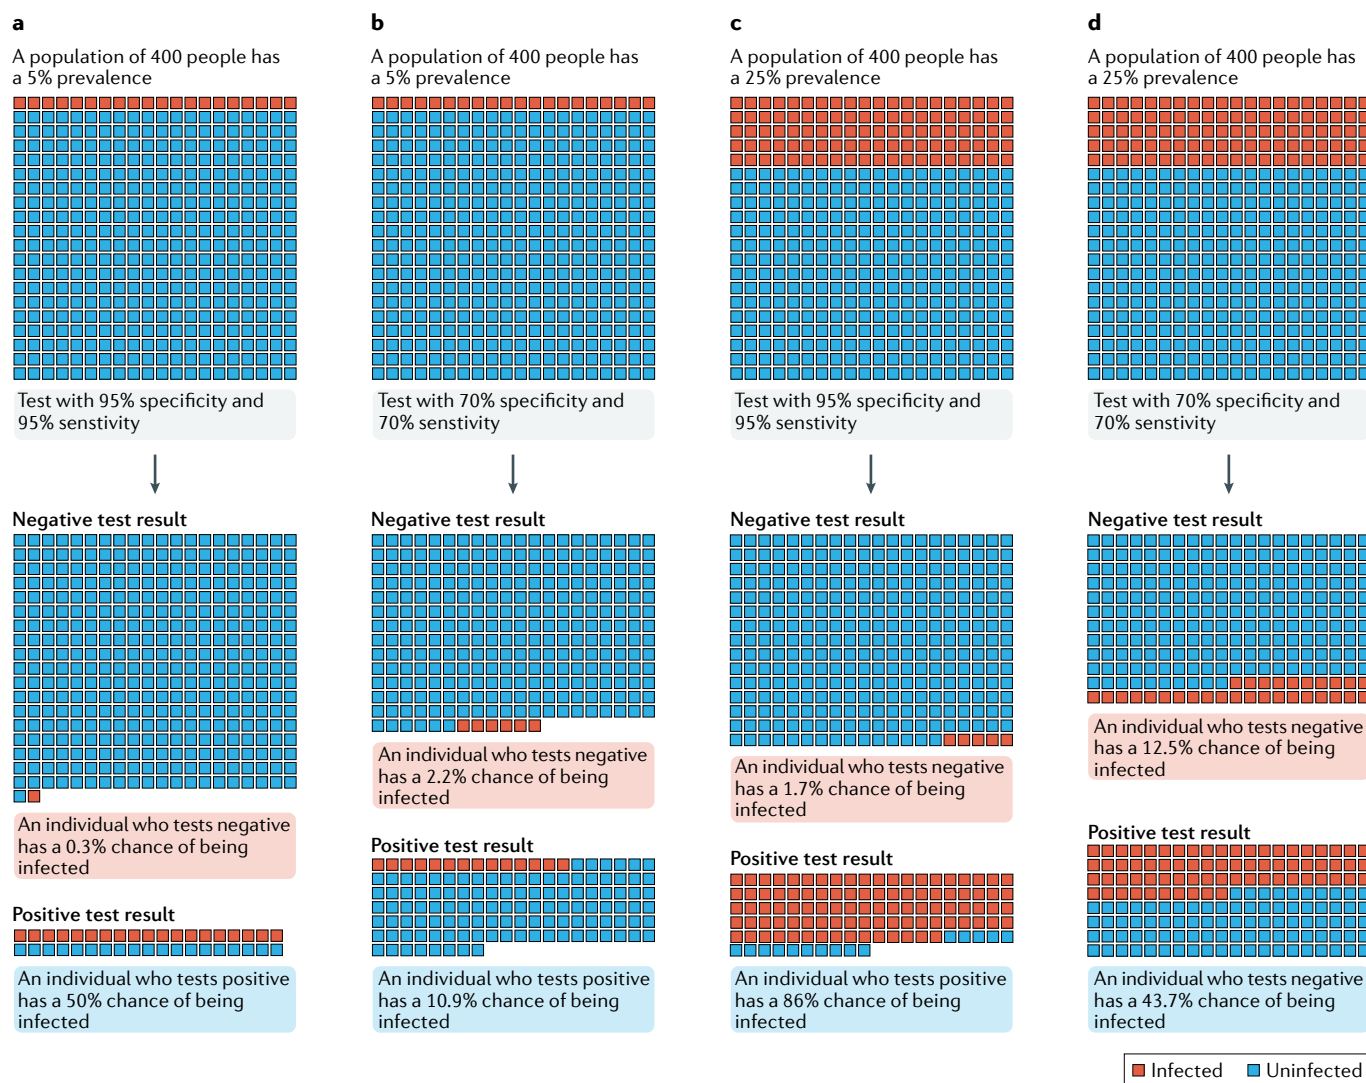 a
A population of 400 people has
a 5% prevalence
Test with 95% specificity and
95% senstivity
Negative test result
An individual who tests negative
has a 0.3% chance of being
infected
Positive test result
An individual who tests positive
has a 50% chance of being
infected
b
A population of 400 people has
a 5% prevalence
Test with 70% specificity and
70% senstivity
Negative test result
An individual who tests negative
has a 2.2% chance of being
infected
Positive test result
An individual who tests positive
has a 10.9% chance of being
infected
c
A population of 400 people has
a 25% prevalence
Test with 95% specificity and
95% senstivity
Negative test result
An individual who tests negative
has a 1.7% chance of being
infected
Positive test result
An individual who tests positive
has a 86% chance of being
infected
d
A population of 400 people has
a 25% prevalence
Test with 70% specificity and
70% senstivity
Negative test result
An individual who tests negative
has a 12.5% chance of being
infected
Positive test result
An individual who tests negative
has a 43.7% chance of being
infected
Infected
Uninfected